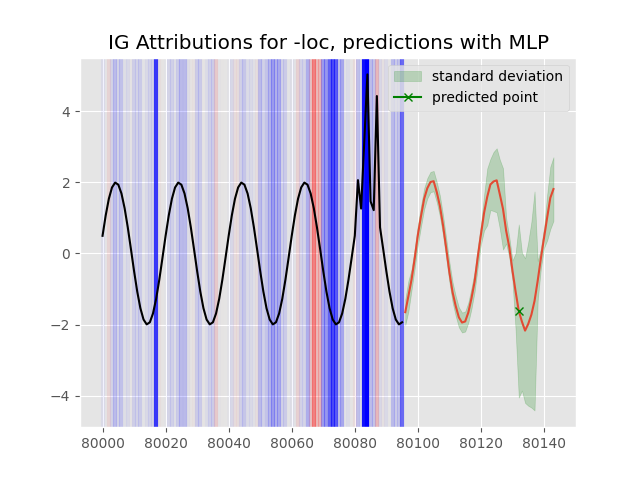 IG Attributions for -loc, predictions with MLP
standard deviation
predicted point
4
2
0
−2
−4
80000 80020 80040 80060 80080 80100 80120 80140